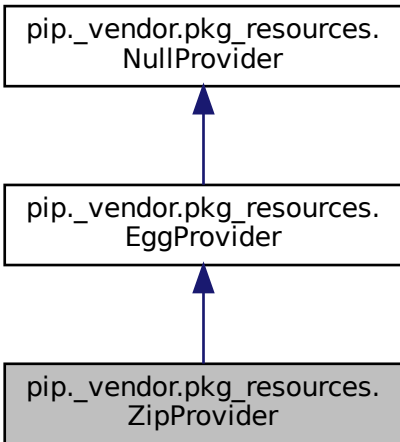 pip._vendor.pkg_resources.
NullProvider
pip._vendor.pkg_resources.
EggProvider
pip._vendor.pkg_resources.
ZipProvider